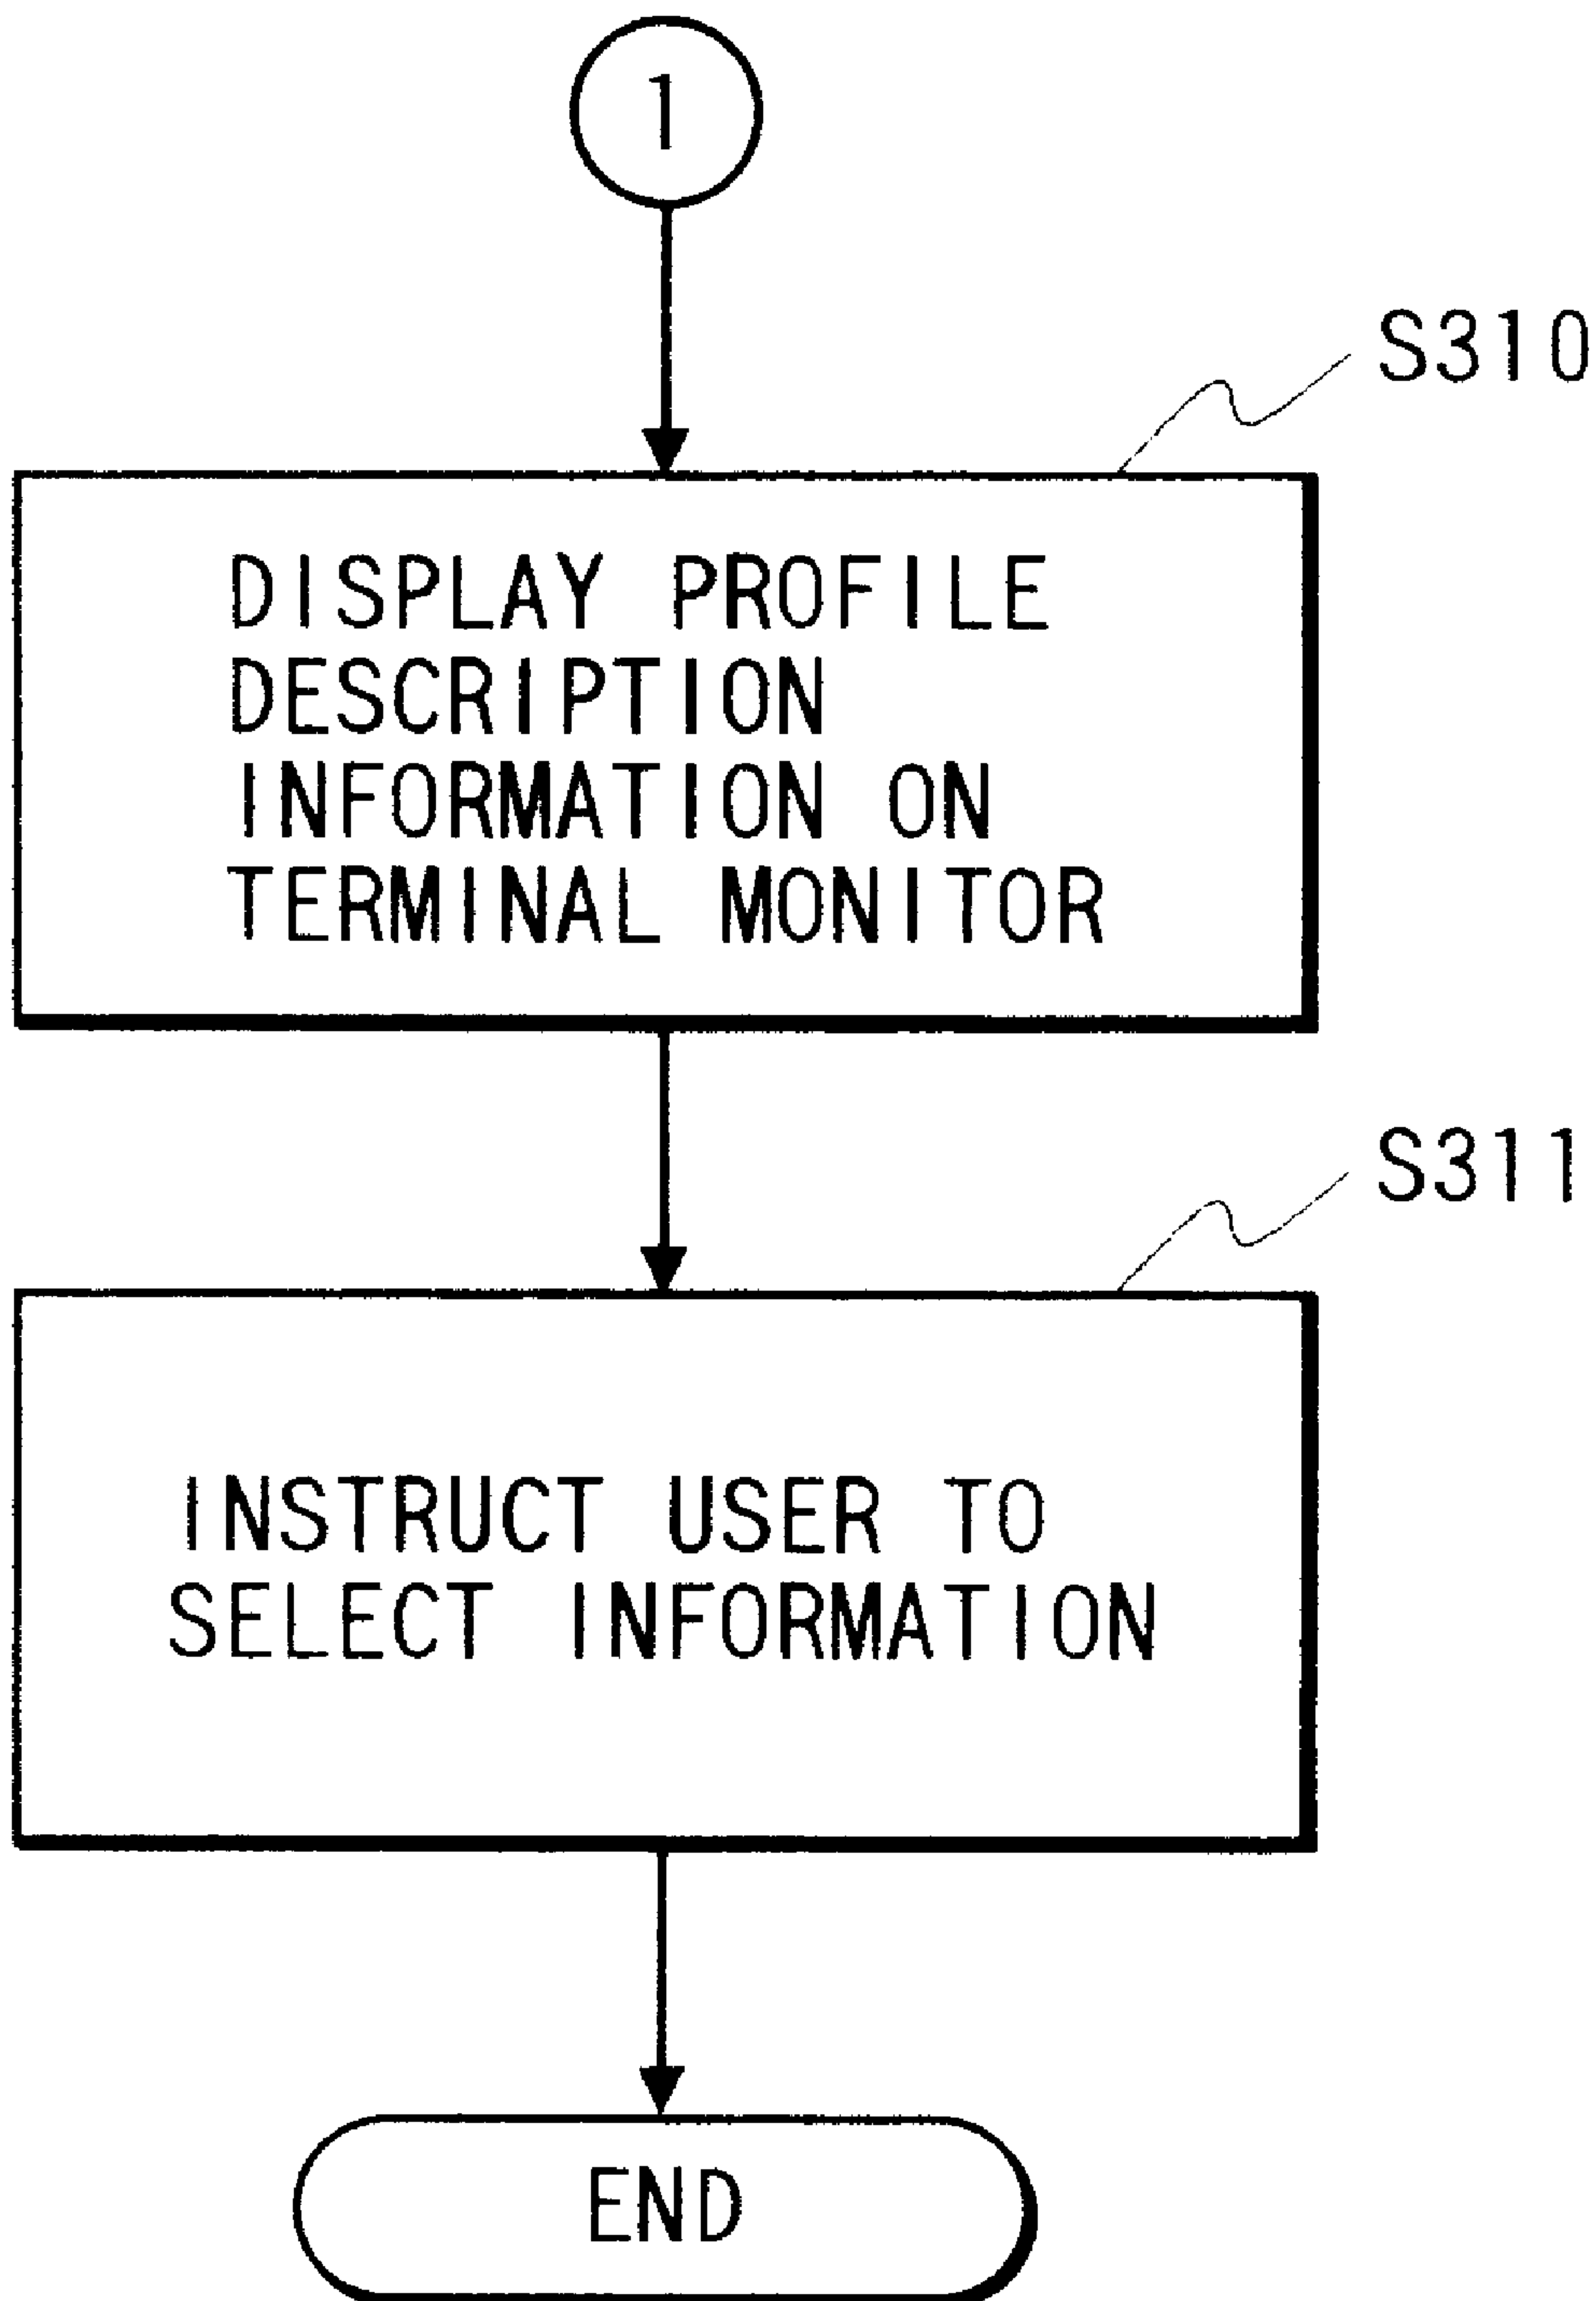 1
S310
DISPLAY PROFILE
DESCRIPTION
INFORMATION ON
TERMINAL MONITOR
S311
INSTRUCT USER TO
SELECT INFORMATION
END